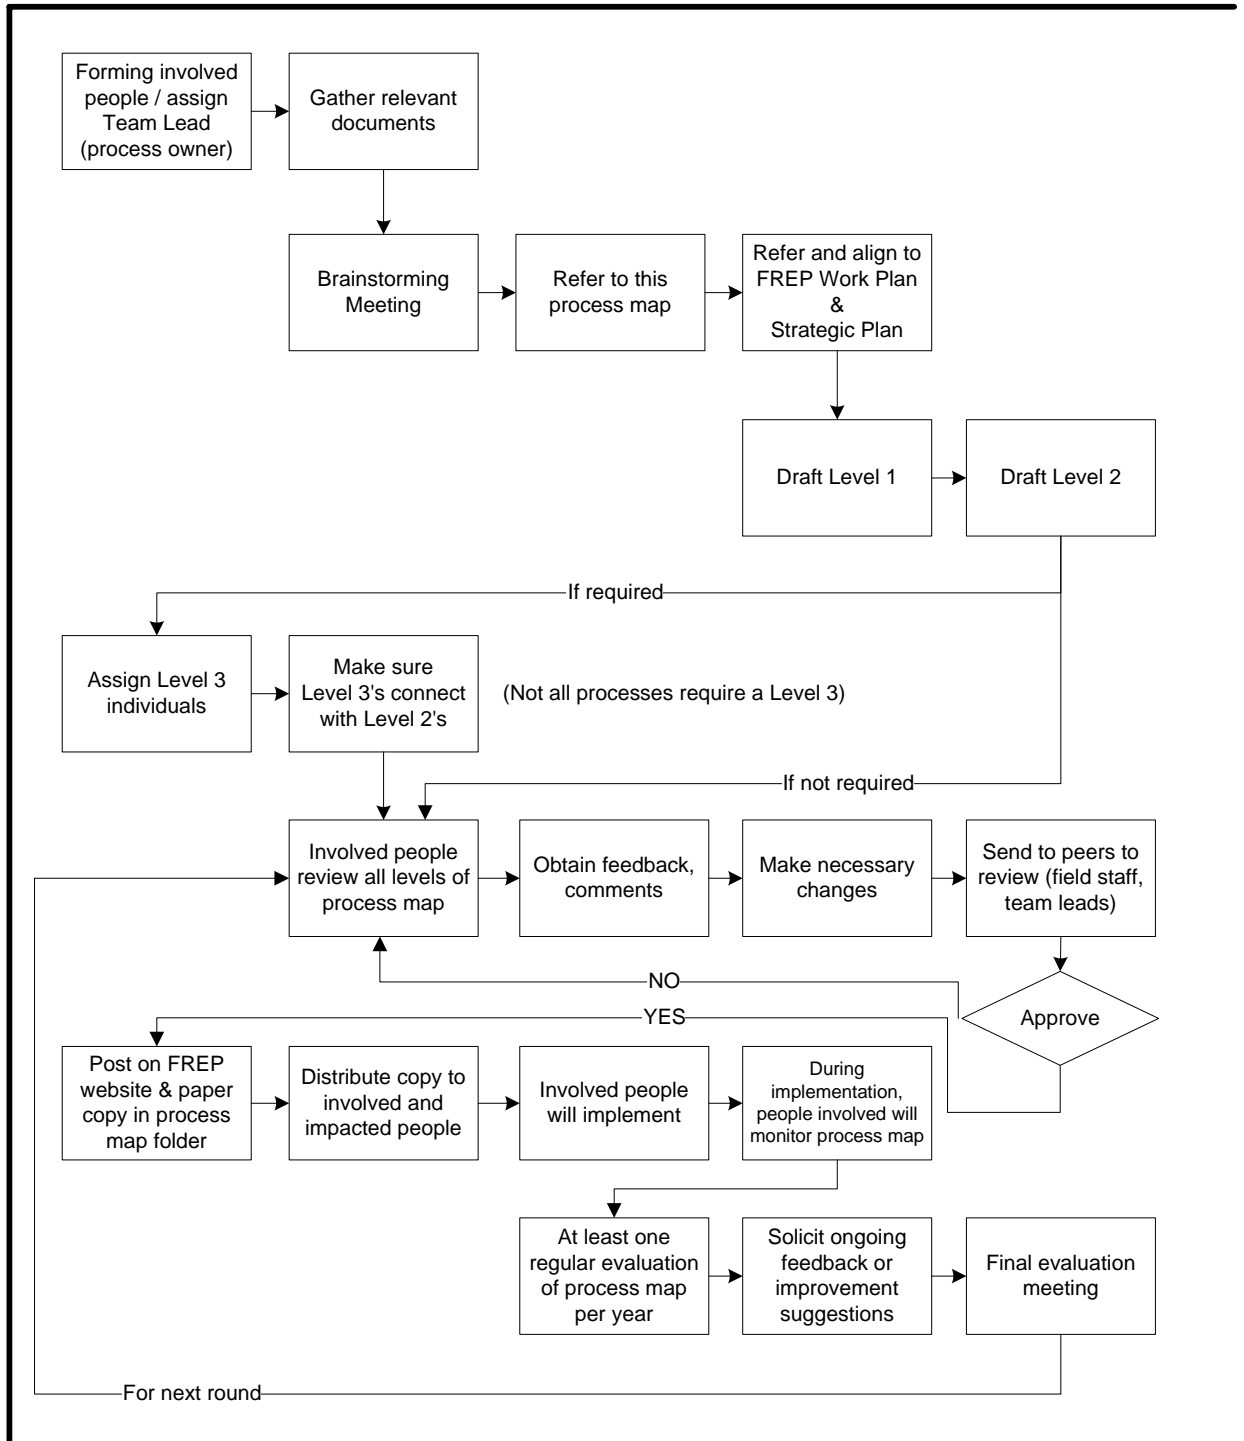 Forming involved
people / assign
Team Lead
(process owner)
Gather relevant
documents
Brainstorming
Meeting
Refer to this
process map
Refer and align to
FREP Work Plan
&
Strategic Plan
Draft Level 1
Draft Level 2
If required
Assign Level 3
individuals
Make sure
Level 3's connect
with Level 2's
(Not all processes require a Level 3)
If not required
Involved people
review all levels of
process map
Obtain feedback,
comments
Make necessary
changes
Send to peers to
review (field staff,
team leads)
NO
YES
Approve
Post on FREP
website & paper
copy in process
map folder
Distribute copy to
involved and
impacted people
Involved people
will implement
During
implementation,
people involved will
monitor process map
At least one
regular evaluation
of process map
per year
Solicit ongoing
feedback or
improvement
suggestions
Final evaluation
meeting
For next round